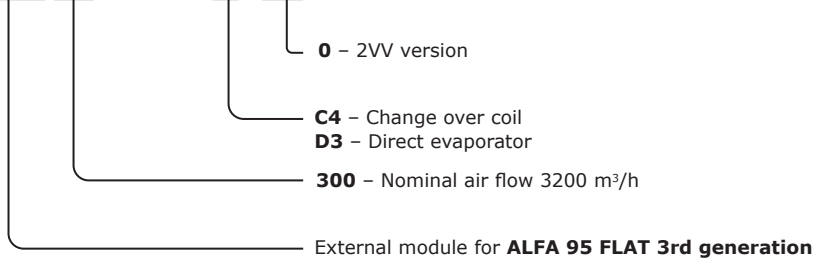 0 – 2VV version
C4 – Change over coil
D3 – Direct evaporator
300 – Nominal air flow 3200 m³/h
External module for ALFA 95 FLAT 3rd generation